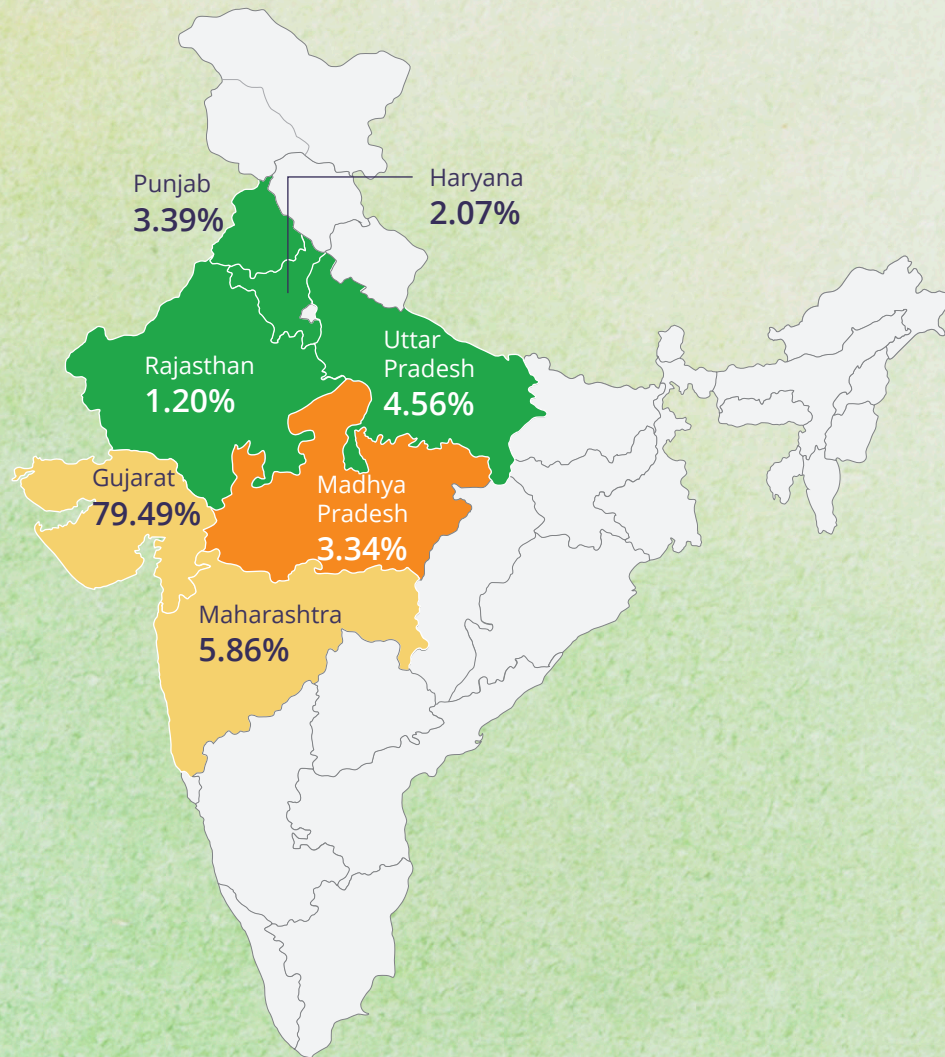 Punjab
3.39%
Haryana
2.07%
Uttar
Pradesh
4.56%
Rajasthan
1.20%
Gujarat
79.49%
Madhya
Pradesh
3.34%
Maharashtra
5.86%